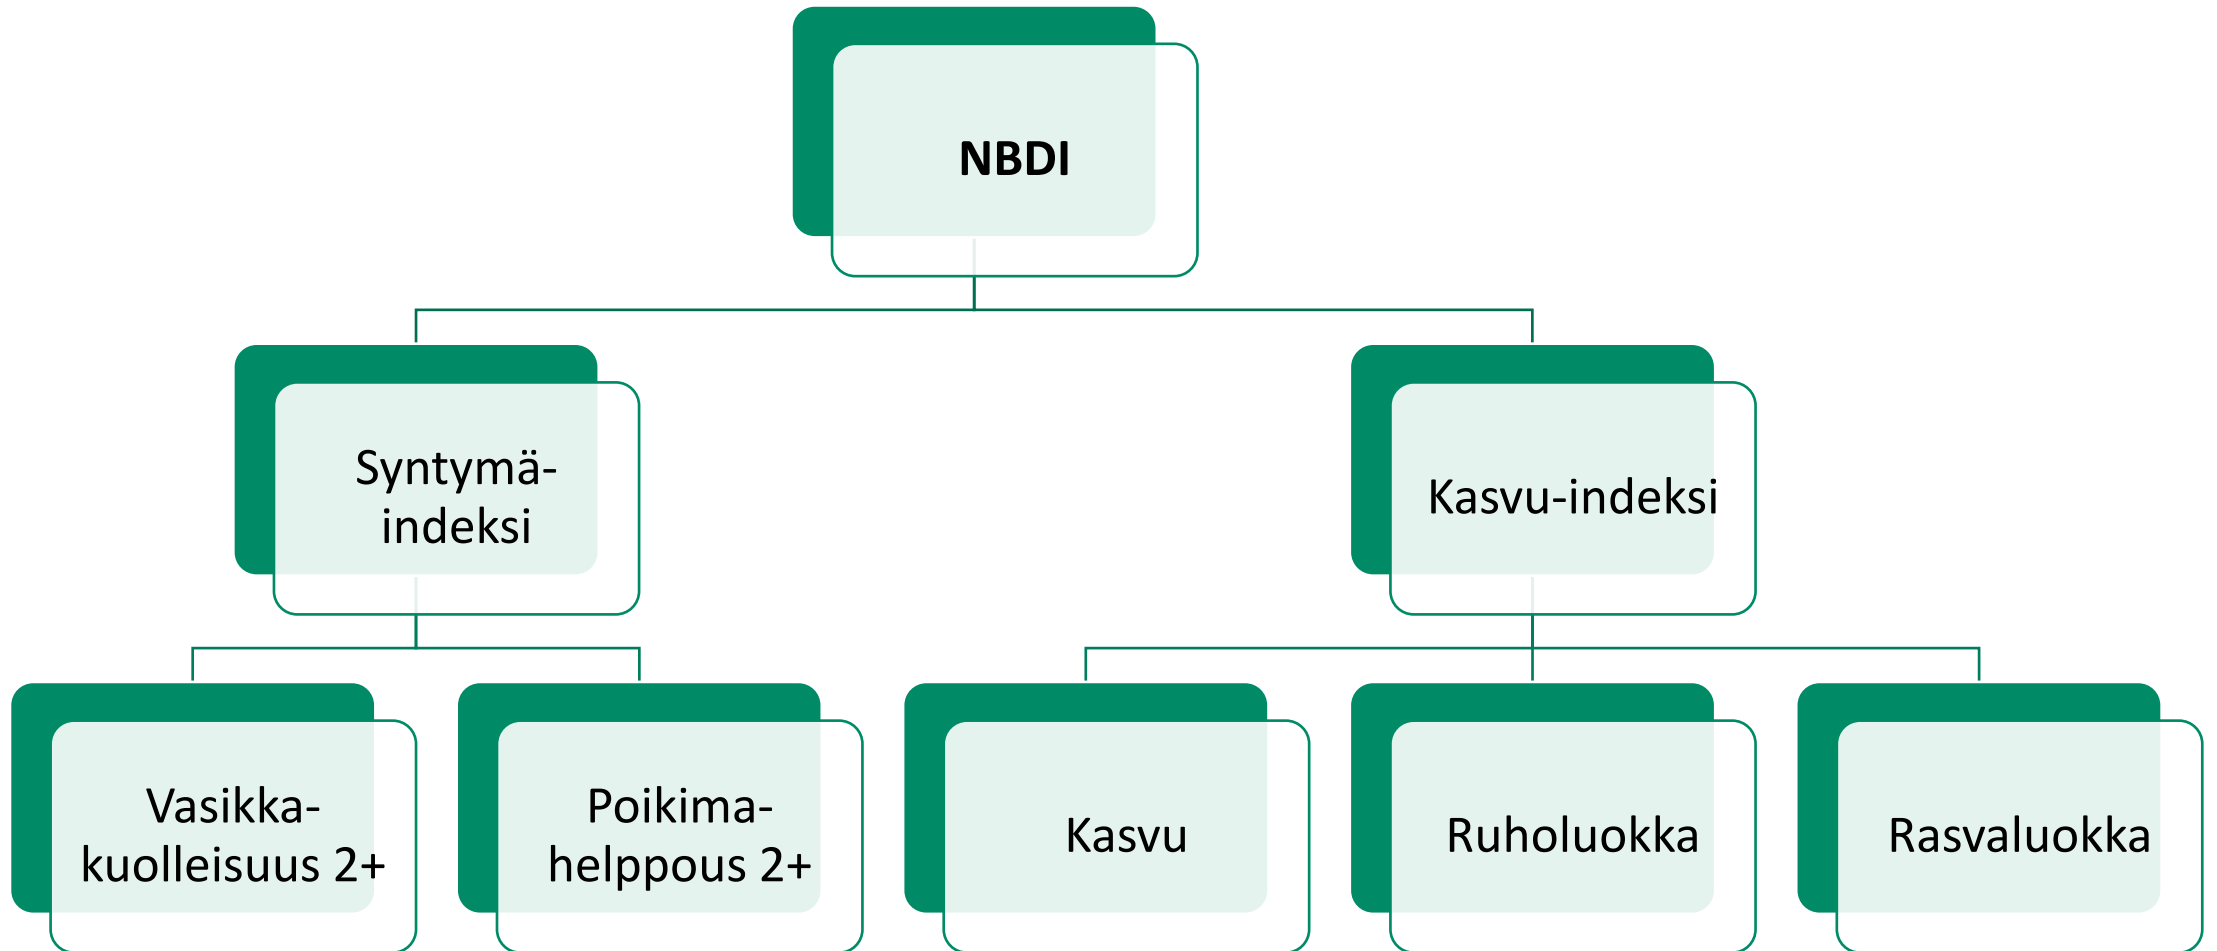 NBDI
Syntymä-
indeksi
Kasvu-indeksi
Vasikka-
kuolleisuus 2+
Poikima-
helppous 2+
Kasvu
Ruholuokka
Rasvaluokka